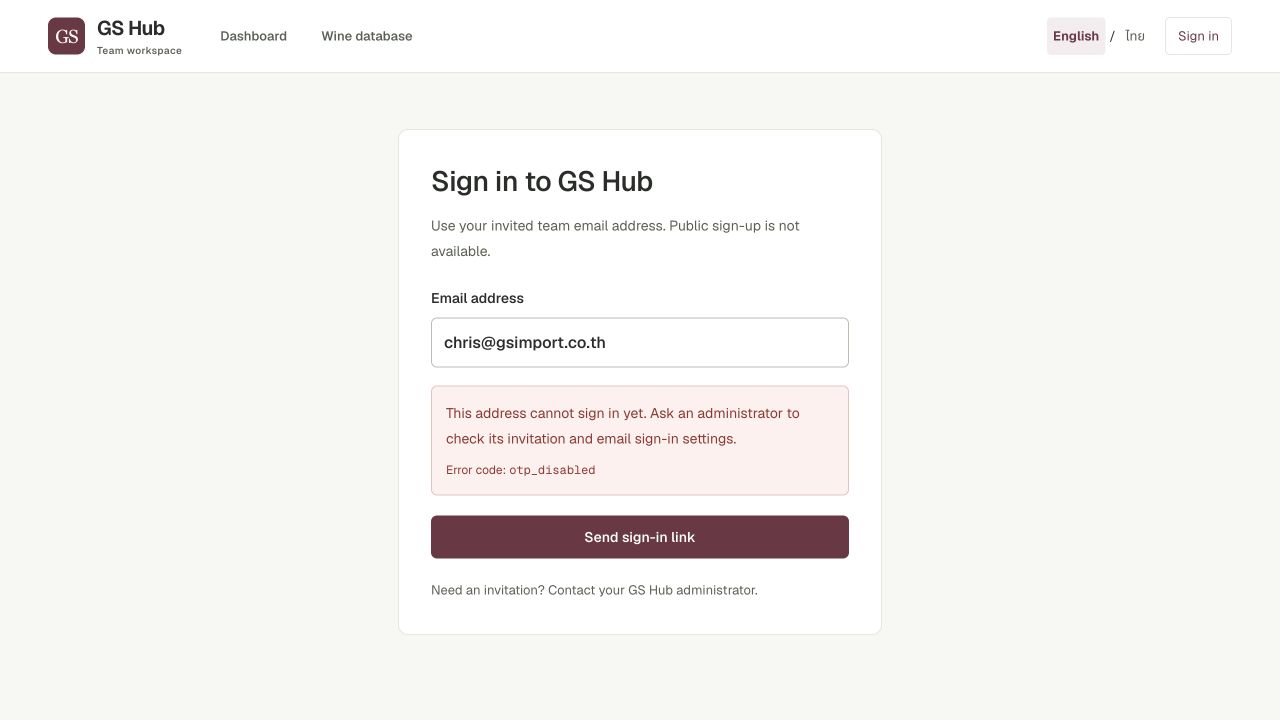 GS
GS Hub
Team workspace
Dashboard
Wine database
English / ไทย
Sign in
Sign in to GS Hub
Use your invited team email address. Public sign-up is not
available.
Email address
chris@gsimport.co.th
This address cannot sign in yet. Ask an administrator to
check its invitation and email sign-in settings.
Error code: otp_disabled
Send sign-in link
Need an invitation? Contact your GS Hub administrator.